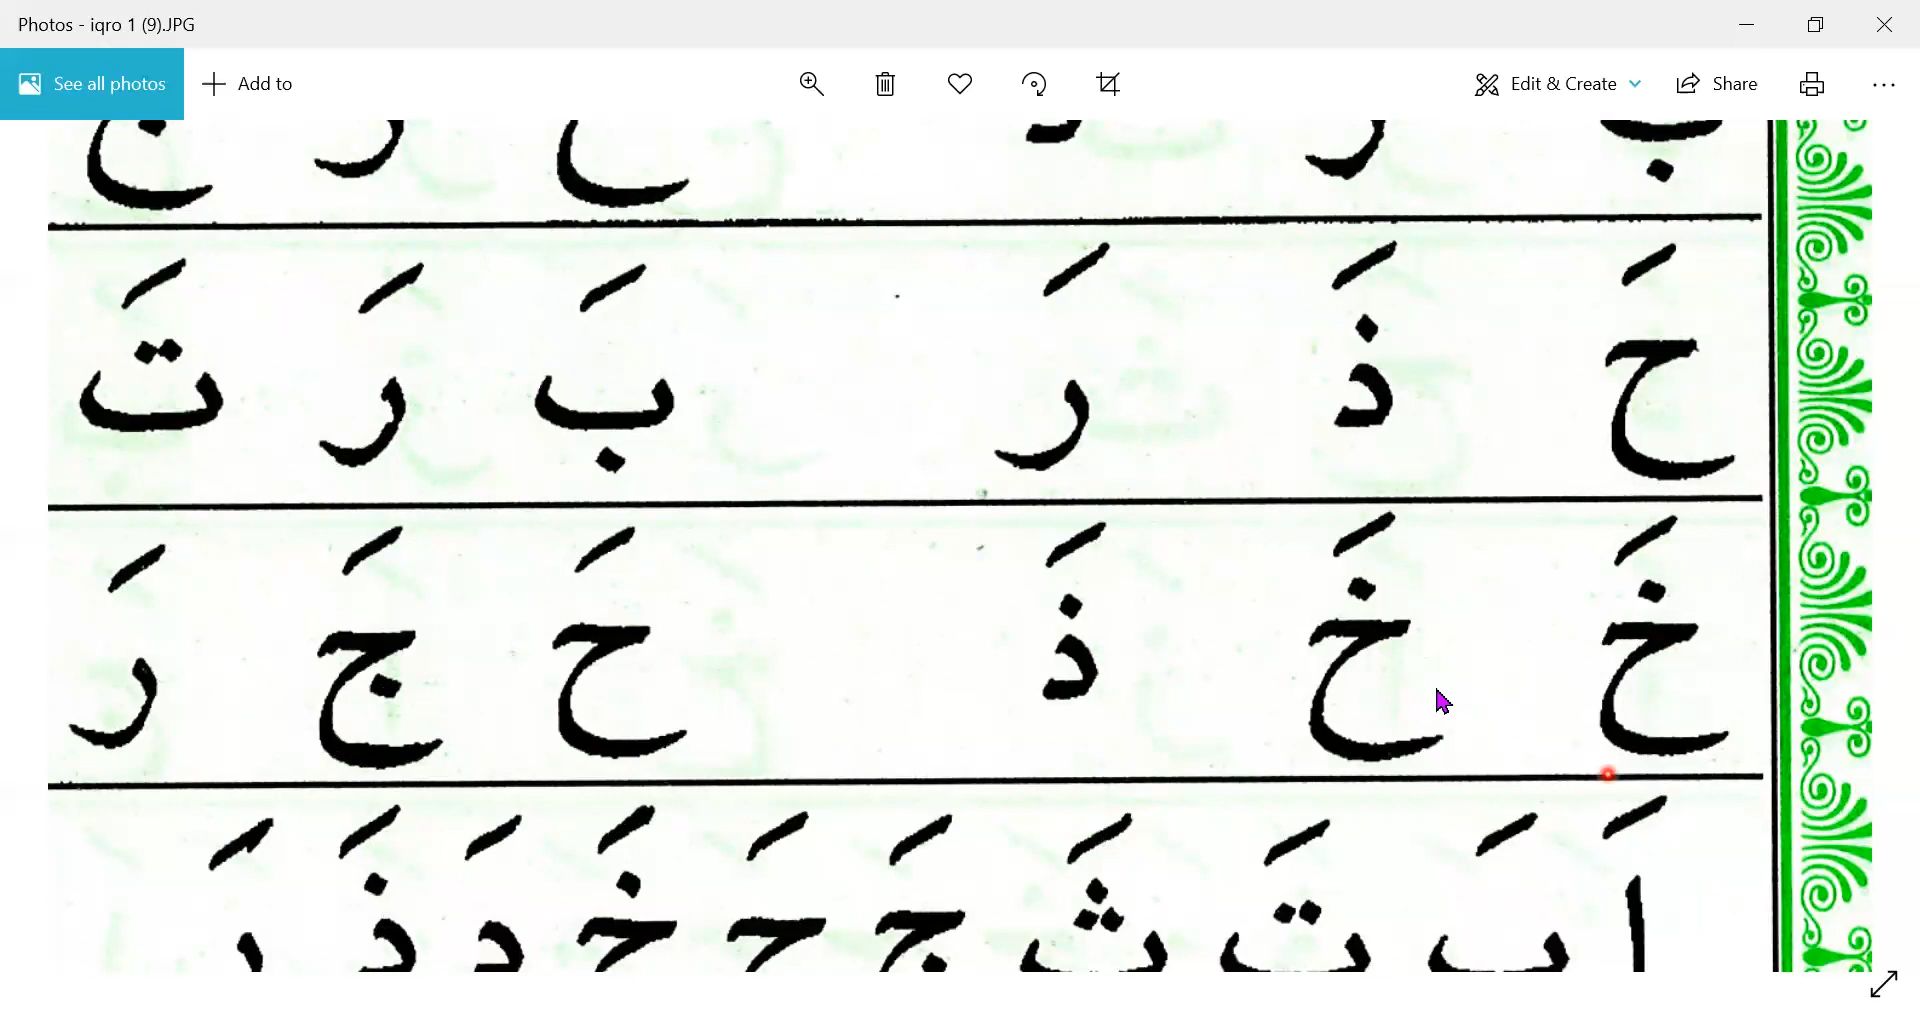 Photos - iqro 1 (9).JPG
See all photos
Add to
Edit & Create
Share
حَ ذَ رَ بَ رَ تَ
خَ خَ ذَ حَ جَ رَ
اَ بَ تَ ثَ جَ حَ خَ دَ ذَ رَ